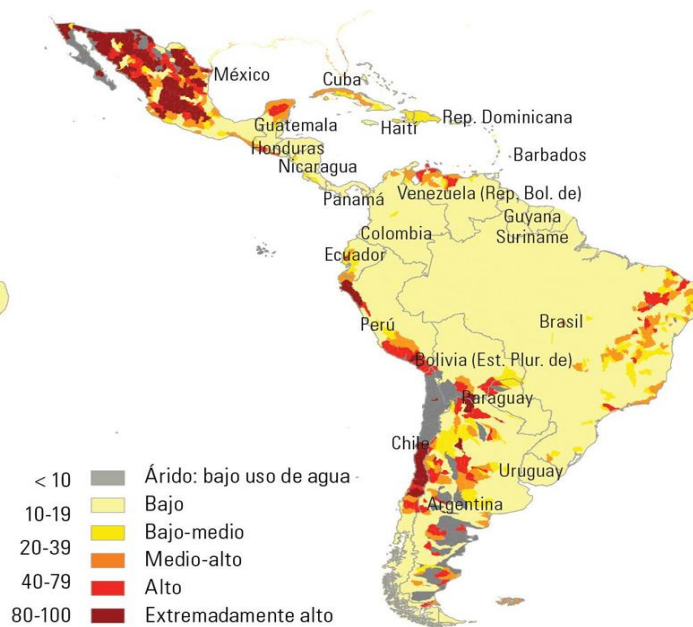 México
Cuba
Rep. Dominicana
Guatemala
Haití
Honduras
Barbados
Nicaragua
Panamá
Venezuela (Rep. Bol. de)
Guyana
Colombia
Suriname
Ecuador
Perú
Brasil
Bolivia (Est. Plur. de)
Paraguay
Chile
Uruguay
Argentina
< 10 Árido: bajo uso de agua
10-19 Bajo
20-39 Bajo-medio
40-79 Medio-alto
80-100 Alto
Extremadamente alto